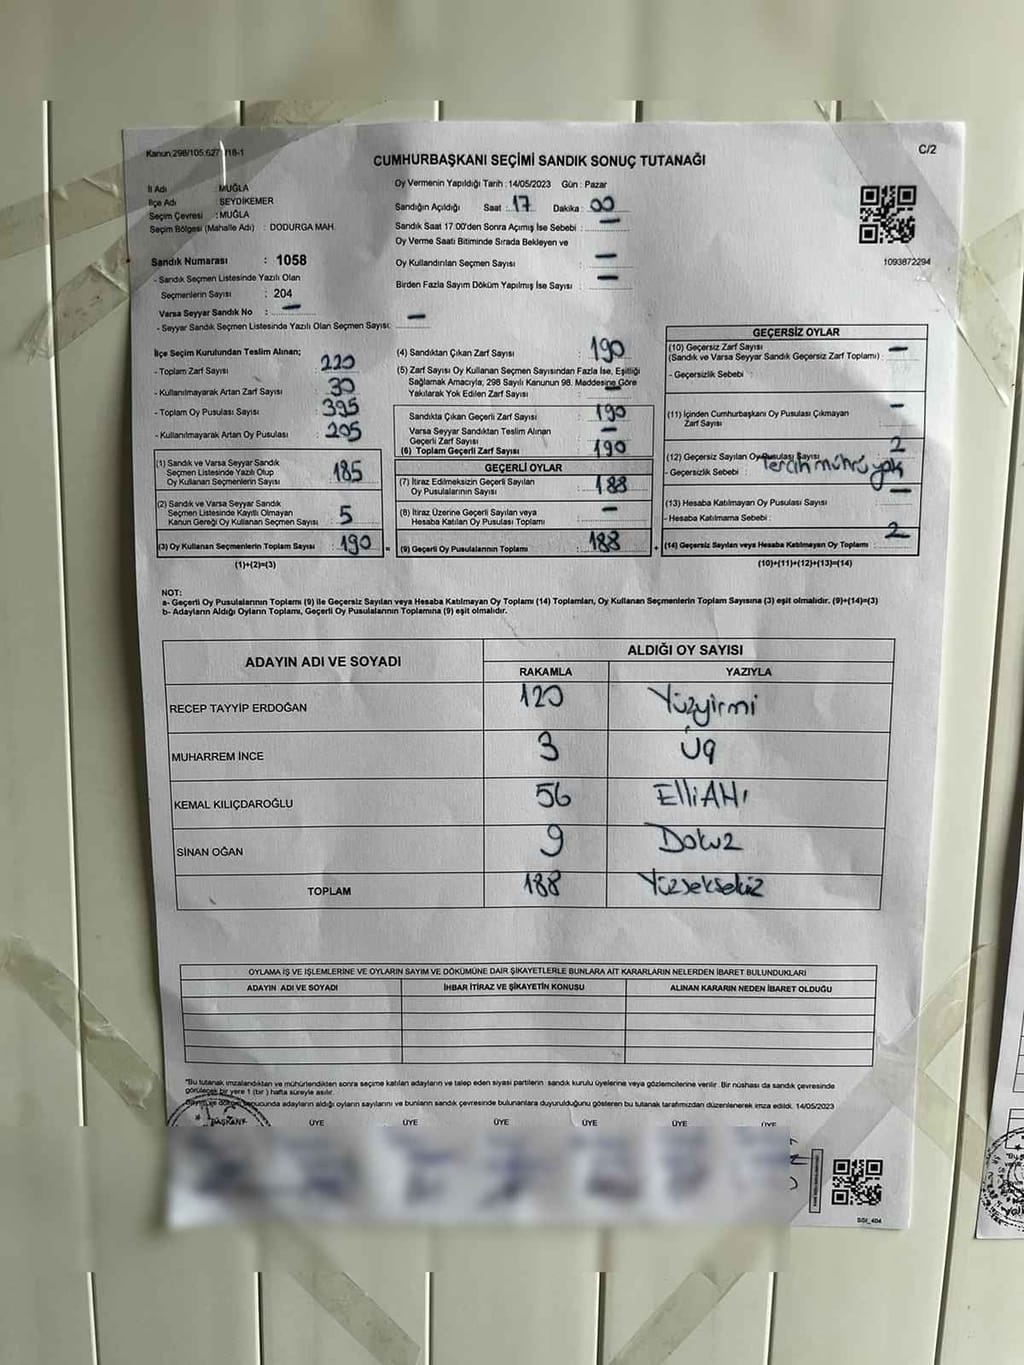 Kanun:298/105;627 /18-1
CUMHURBAŞKANI SEÇİMİ SANDIK SONUÇ TUTANAĞI
C/2
İl Adı : MUĞLA
İlçe Adı : SEYDİKEMER
Seçim Çevresi : MUĞLA
Seçim Bölgesi (Mahalle Adı) : DODURGA MAH.
Oy Vermenin Yapıldığı Tarih : 14/05/2023 Gün : Pazar
Sandığın Açıldığı Saat : 17 Dakika : 00
Sandık Saat 17.00'den Sonra Açılmış İse Sebebi : —
Oy Verme Saati Bitiminde Sırada Bekleyen ve
Oy Kullandırılan Seçmen Sayısı : —
Birden Fazla Sayım Döküm Yapılmış İse Sayısı : —
1093872294
Sandık Numarası : 1058
- Sandık Seçmen Listesinde Yazılı Olan
Seçmenlerin Sayısı : 204
Varsa Seyyar Sandık No : —
- Seyyar Sandık Seçmen Listesinde Yazılı Olan Seçmen Sayısı: —
İlçe Seçim Kurulundan Teslim Alınan;
- Toplam Zarf Sayısı : 220
- Kullanılmayarak Artan Zarf Sayısı : 30
- Toplam Oy Pusulası Sayısı : 395
- Kullanılmayarak Artan Oy Pusulası : 205
(1) Sandık ve Varsa Seyyar Sandık
Seçmen Listesinde Yazılı Olup
Oy Kullanan Seçmenlerin Sayısı : 185
(2) Sandık ve Varsa Seyyar Sandık
Seçmen Listesinde Kayıtlı Olmayan
Kanun Gereği Oy Kullanan Seçmen Sayısı : 5
(3) Oy Kullanan Seçmenlerin Toplam Sayısı : 190 =
(1)+(2)=(3)
(4) Sandıktan Çıkan Zarf Sayısı : 190
(5) Zarf Sayısı Oy Kullanan Seçmen Sayısından Fazla İse, Eşitliği
Sağlamak Amacıyla, 298 Sayılı Kanunun 98. Maddesine Göre
Yakılarak Yok Edilen Zarf Sayısı : —
Sandıkta Çıkan Geçerli Zarf Sayısı : 190
Varsa Seyyar Sandıktan Teslim Alınan
Geçerli Zarf Sayısı : —
(6) Toplam Geçerli Zarf Sayısı : 190
GEÇERLİ OYLAR
(7) İtiraz Edilmeksizin Geçerli Sayılan
Oy Pusulalarının Sayısı : 188
(8) İtiraz Üzerine Geçerli Sayılan veya
Hesaba Katılan Oy Pusulası Toplamı : —
(9) Geçerli Oy Pusulalarının Toplamı : 188 +
GEÇERSİZ OYLAR
(10) Geçersiz Zarf Sayısı
(Sandık ve Varsa Seyyar Sandık Geçersiz Zarf Toplamı) : —
- Geçersizlik Sebebi :
(11) İçinden Cumhurbaşkanı Oy Pusulası Çıkmayan
Zarf Sayısı : —
(12) Geçersiz Sayılan Oy Pusulası Sayısı : 2
- Geçersizlik Sebebi : Tercih mührü yok
(13) Hesaba Katılmayan Oy Pusulası Sayısı : —
- Hesaba Katılmama Sebebi :
(14) Geçersiz Sayılan veya Hesaba Katılmayan Oy Toplamı : 2
(10)+(11)+(12)+(13)=(14)
NOT:
a- Geçerli Oy Pusulalarının Toplamı (9) ile Geçersiz Sayılan veya Hesaba Katılmayan Oy Toplamı (14) Toplamları, Oy Kullanan Seçmenlerin Toplam Sayısına (3) eşit olmalıdır. (9)+(14)=(3)
b- Adayların Aldığı Oyların Toplamı, Geçerli Oy Pusulalarının Toplamına (9) eşit olmalıdır.
ADAYIN ADI VE SOYADI
ALDIĞI OY SAYISI
RAKAMLA YAZIYLA
RECEP TAYYİP ERDOĞAN 120 Yüzyirmi
MUHARREM İNCE 3 Üç
KEMAL KILIÇDAROĞLU 56 ElliAltı
SİNAN OĞAN 9 Dokuz
TOPLAM 188 Yüzseksekiz
OYLAMA İŞ VE İŞLEMLERİNE VE OYLARIN SAYIM VE DÖKÜMÜNE DAİR ŞİKAYETLERLE BUNLARA AİT KARARLARIN NELERDEN İBARET BULUNDUKLARI
ADAYIN ADI VE SOYADI İHBAR İTİRAZ VE ŞİKAYETİN KONUSU ALINAN KARARIN NEDEN İBARET OLDUĞU
"Bu tutanak imzalandıktan ve mühürlendikten sonra seçime katılan adayların ve talep eden siyasi partilerin sandık kurulu üyelerine veya gözlemcilerine verilir. Bir nüshası da sandık çevresinde
görülecek bir yere 1 (bir) hafta süreyle asılır.
sonucunda adayların aldığı oyların sayılarını ve bunların sandık çevresinde bulunanlara duyurulduğunu gösteren bu tutanak tarafımızdan düzenlenerek imza edildi. 14/05/2023
BAŞKANI ÜYE ÜYE ÜYE ÜYE ÜYE ÜYE
SGI_404